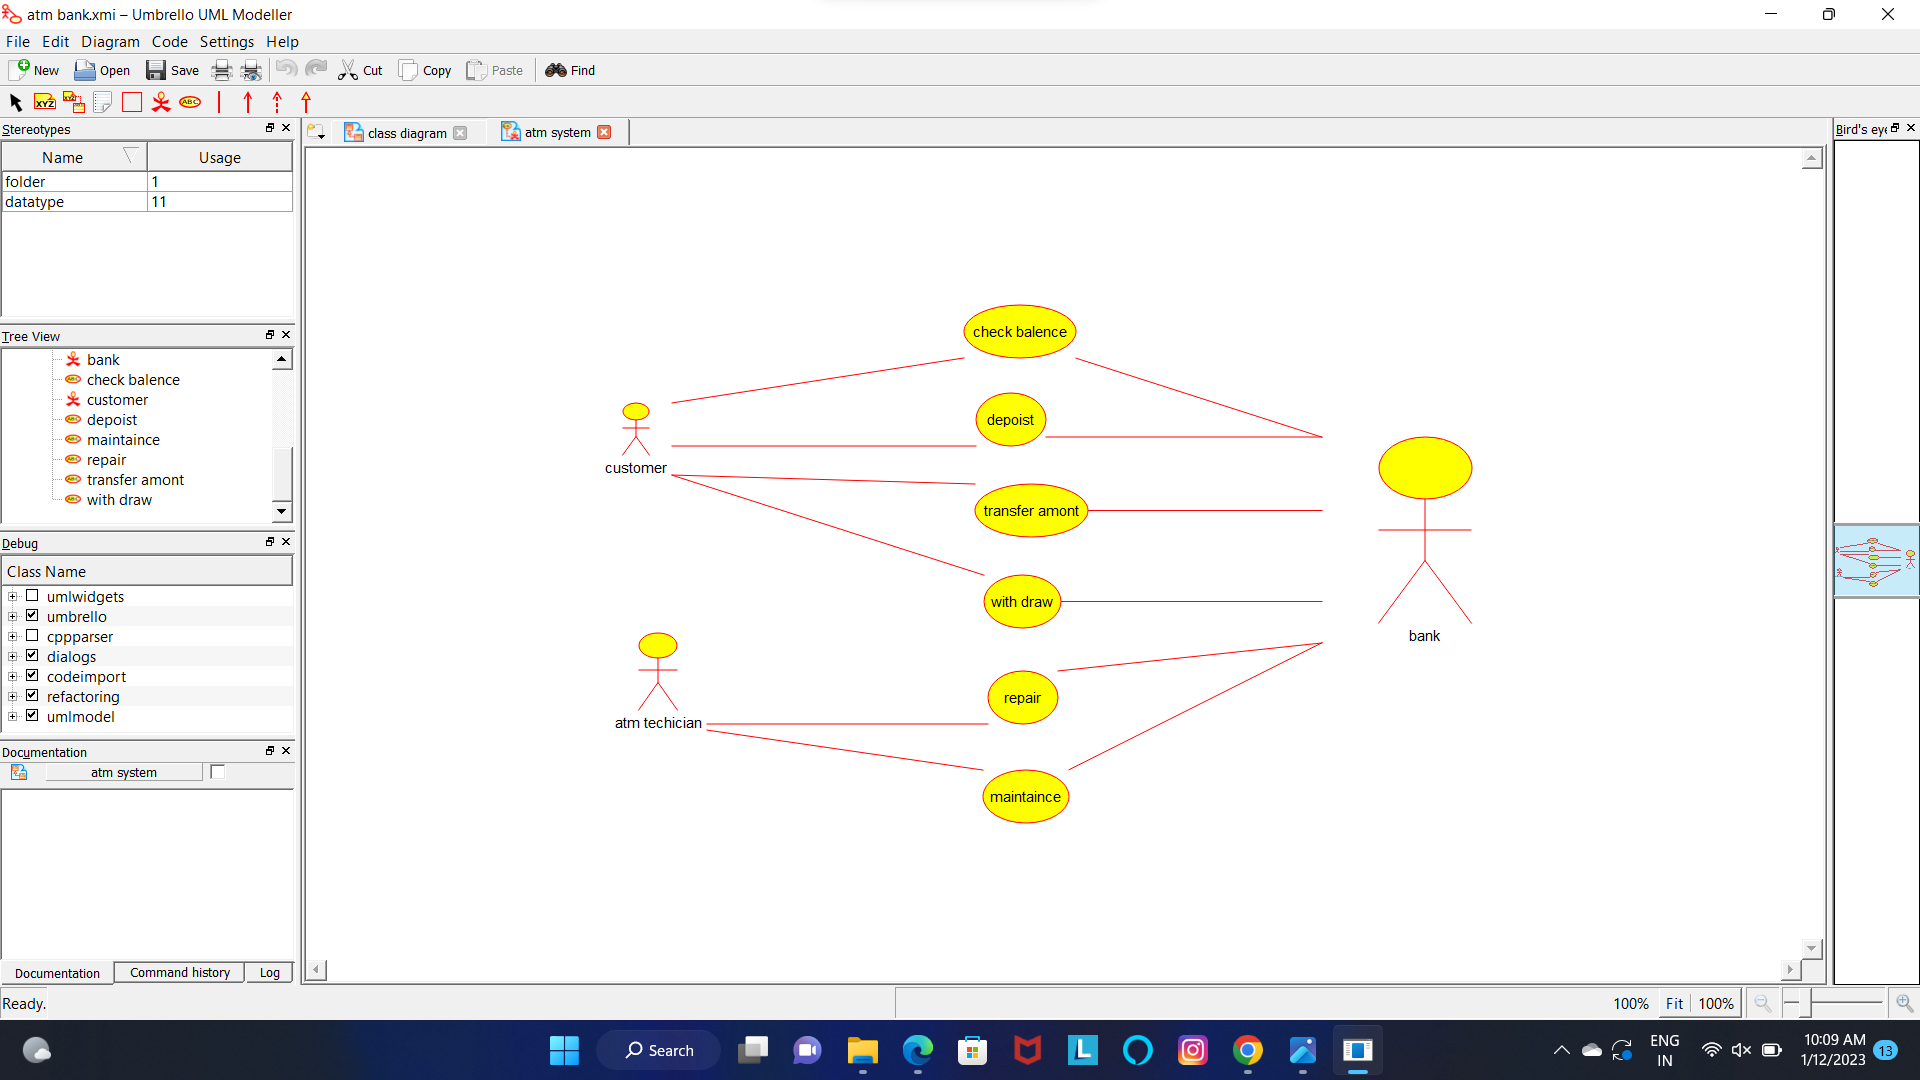 atm bank.xmi – Umbrello UML Modeller
File Edit Diagram Code Settings Help
New Open Save Cut Copy Paste Find
XYZ XYZ ABC
Stereotypes
Name Usage
folder 1
datatype 11
Tree View
bank
check balence
customer
depoist
maintaince
repair
transfer amont
with draw
Debug
Class Name
umlwidgets
umbrello
cppparser
dialogs
codeimport
refactoring
umlmodel
Documentation
atm system
Documentation Command history Log
class diagram atm system
check balence
depoist
customer
transfer amont
with draw
bank
repair
atm techician
maintaince
Bird's eye
Ready.
100% Fit 100%
Search
L
ENG
IN
10:09 AM
1/12/2023
13